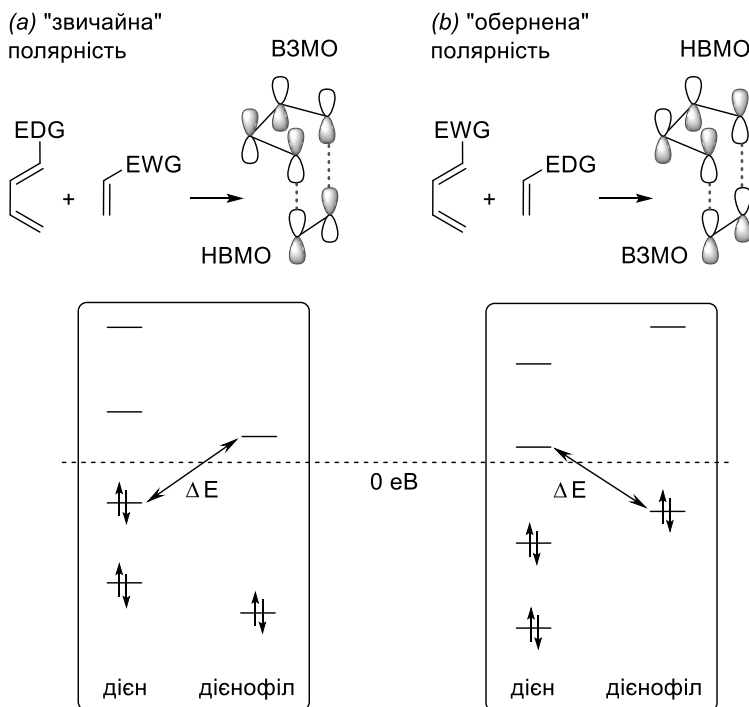 (a) "звичайна"
полярність
ВЗМО
EDG
EWG
+
НВМО
(b) "обернена"
полярність
НВМО
EWG
EDG
+
ВЗМО
ΔE
0 еВ
ΔE
дієн
дієнофіл
дієн
дієнофіл